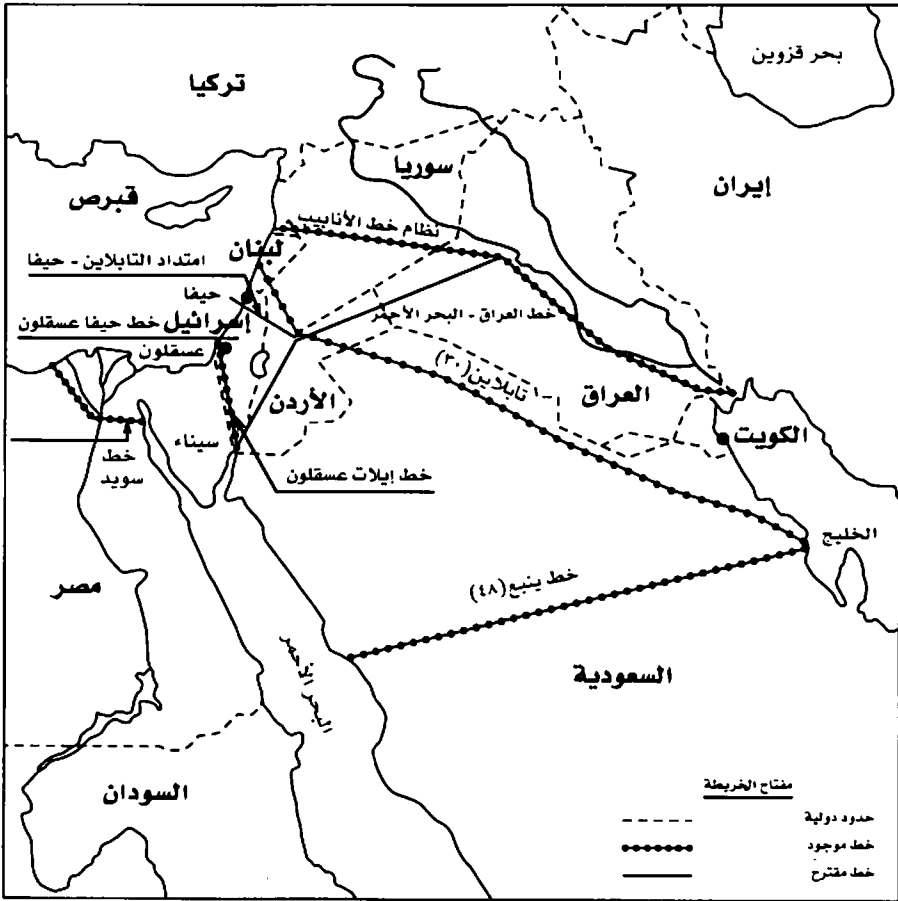 بحر قزوين
تركيا
سوريا
إيران
قبرص
نظام خط الأنابيب
لبنان
امتداد التابلاين - حيفا
حيفا
خط العراق - البحر الأحمر
إسرائيل
خط حيفا عسقلون
عسقلون
تابلاين (٣٠)
العراق
الأردن
الكويت
سيناء
خط
سويد
خط إيلات عسقلون
الخليج
خط ينبع (٤٨)
مصر
البحر الأحمر
السعودية
السودان
مفتاح الخريطة
حدود دولية
خط موجود
خط مقترح